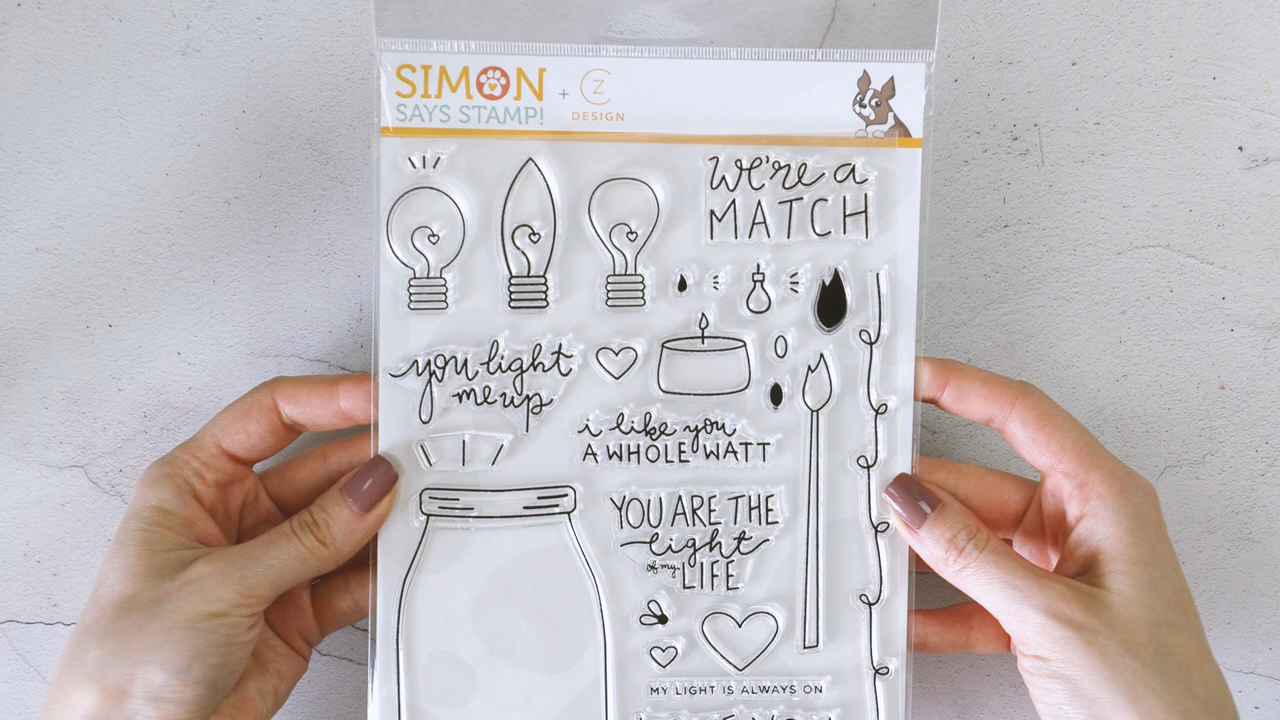 SIMON
SAYS STAMP!
+
CZ
DESIGN
we're a
MATCH
you light
me up
i like you
A WHOLE WATT
YOU ARE THE
light
of my LIFE
MY LIGHT IS ALWAYS ON